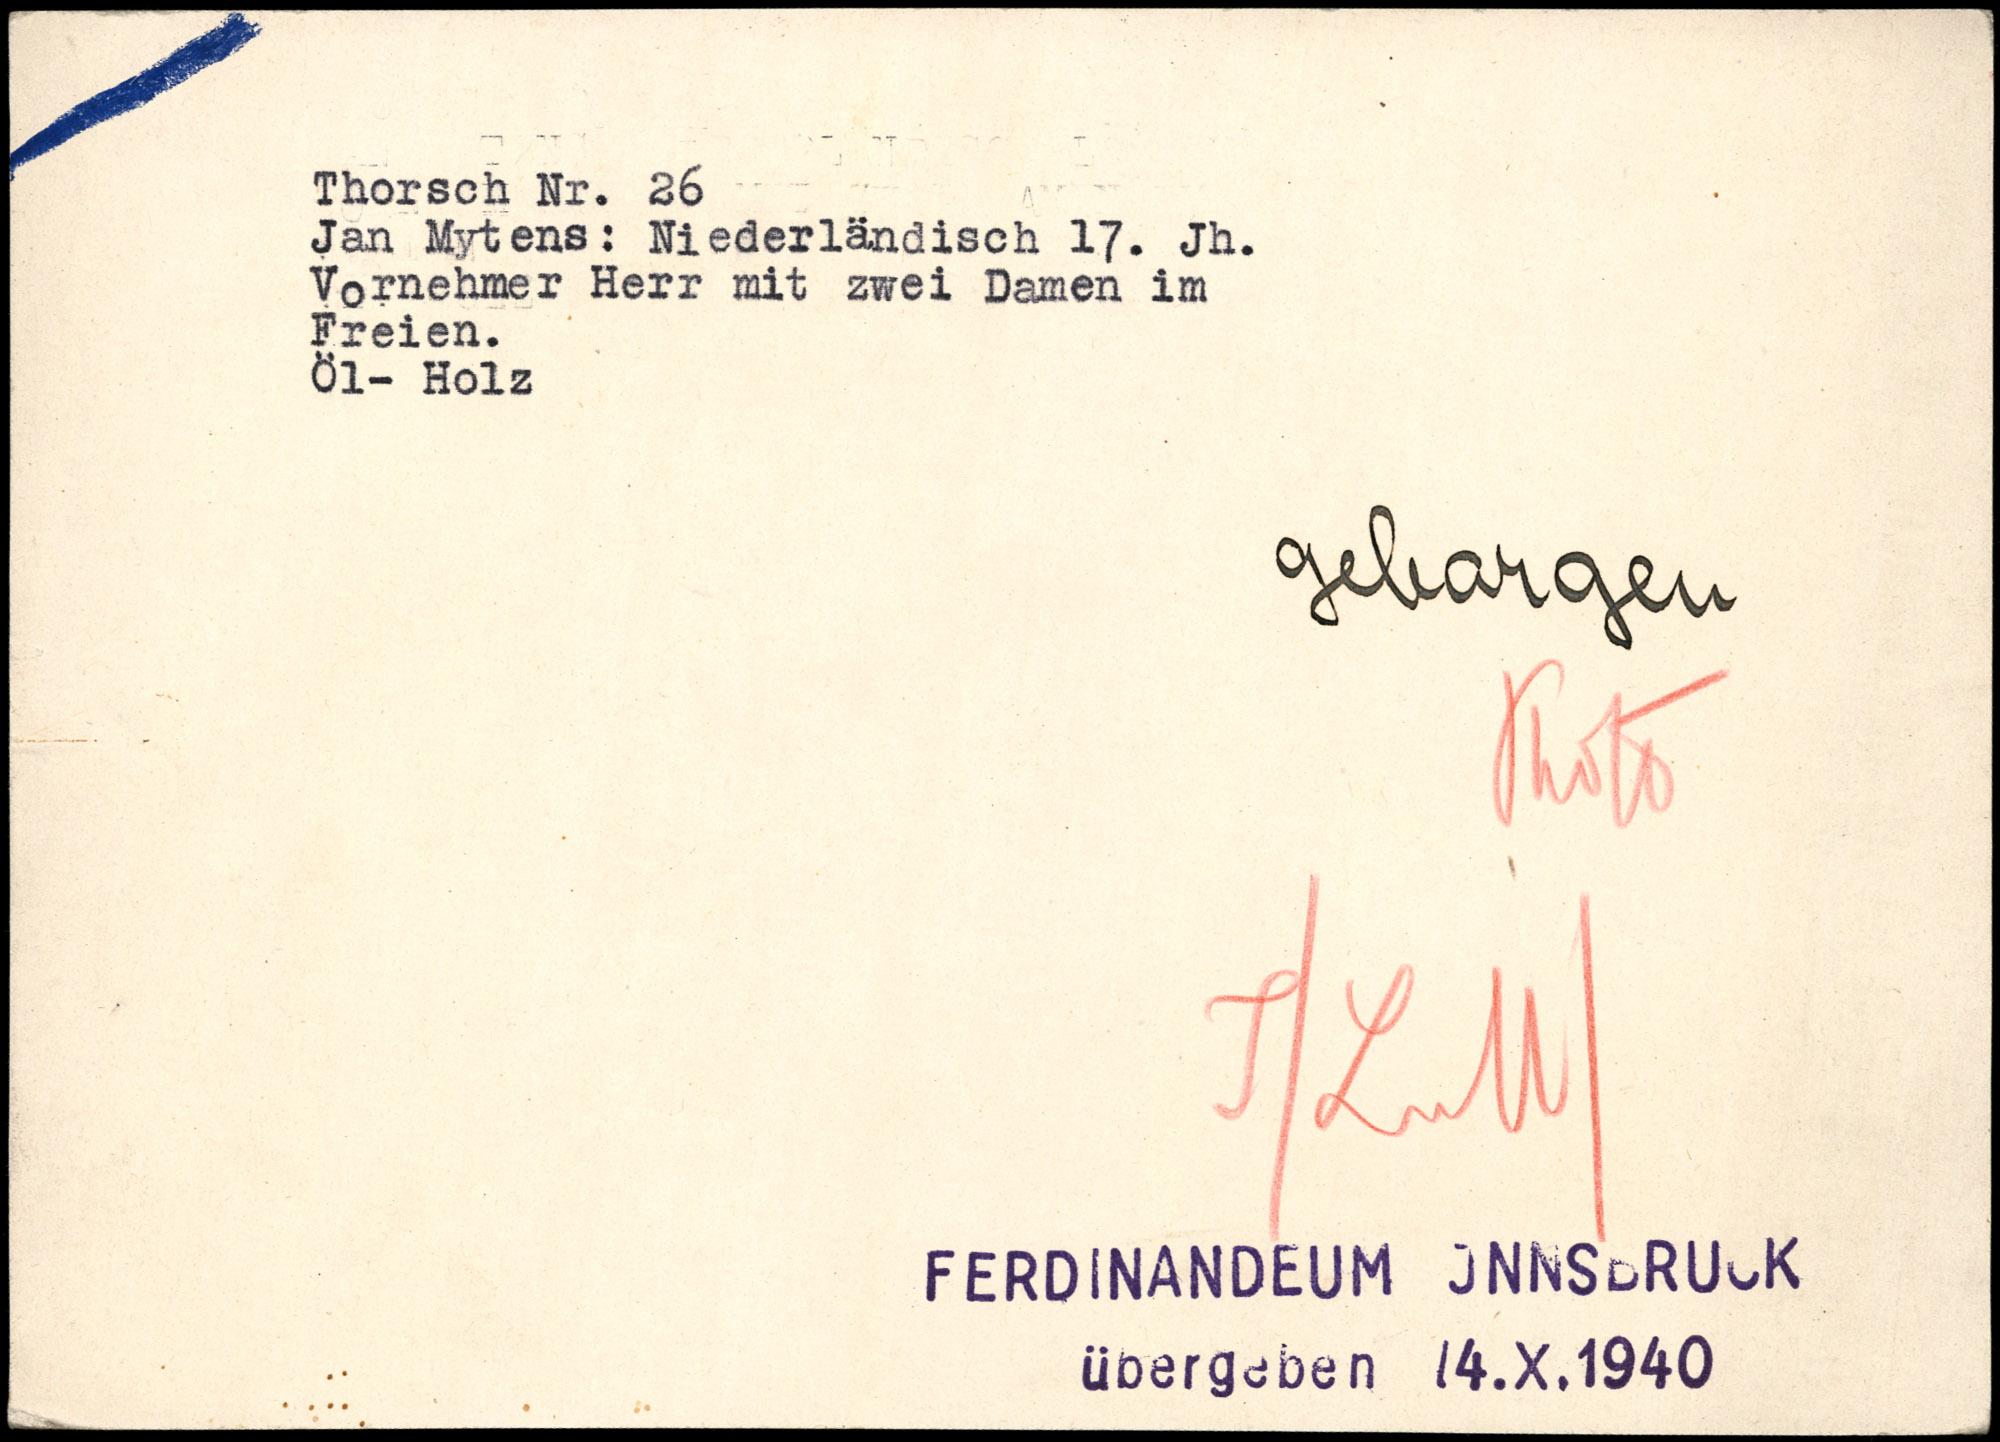 Thorsch Nr. 26
Jan Mytens: Niederländisch 17. Jh.
Vornehmer Herr mit zwei Damen im
Freien.
Öl- Holz
geborgen
Photo
FERDINANDEUM JNNSBRUCK
übergeben 14.X.1940